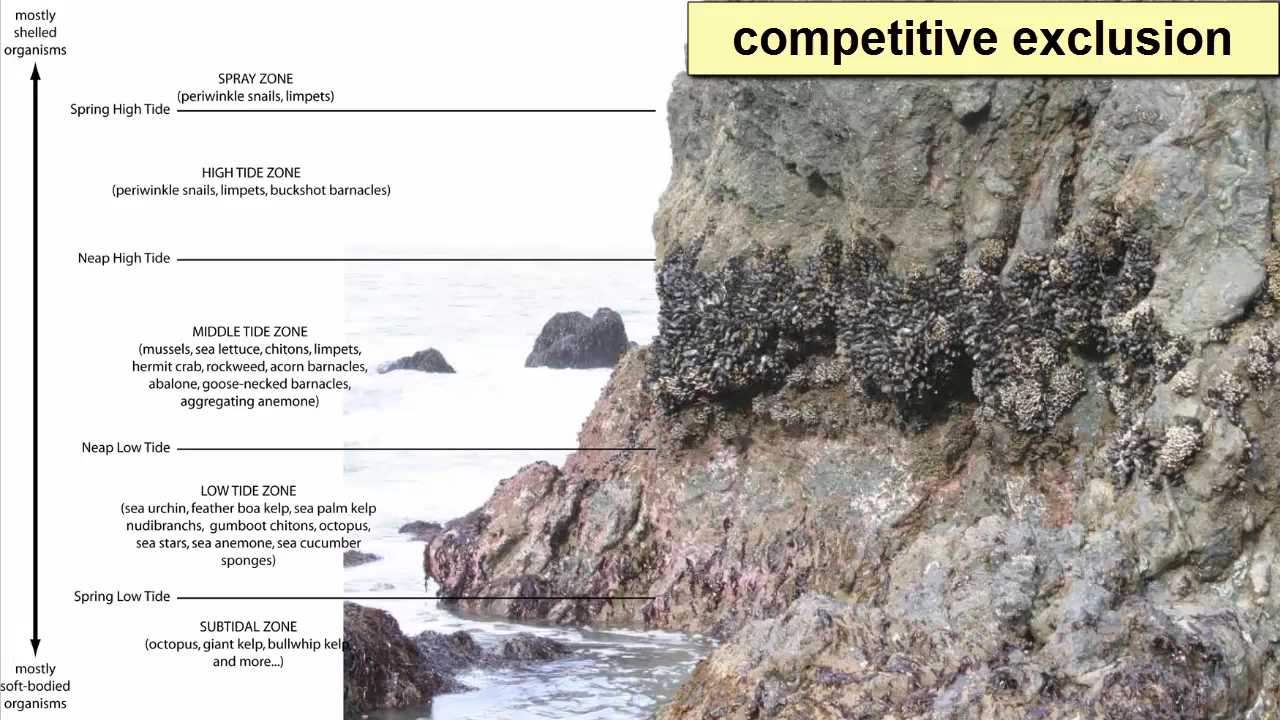 competitive exclusion
mostly
shelled
organisms
SPRAY ZONE
(periwinkle snails, limpets)
Spring High Tide
HIGH TIDE ZONE
(periwinkle snails, limpets, buckshot barnacles)
Neap High Tide
MIDDLE TIDE ZONE
(mussels, sea lettuce, chitons, limpets,
hermit crab, rockweed, acorn barnacles,
abalone, goose-necked barnacles,
aggregating anemone)
Neap Low Tide
LOW TIDE ZONE
(sea urchin, feather boa kelp, sea palm kelp
nudibranchs, gumboot chitons, octopus,
sea stars, sea anemone, sea cucumber
sponges)
Spring Low Tide
SUBTIDAL ZONE
(octopus, giant kelp, bullwhip kelp
and more...)
mostly
soft-bodied
organisms